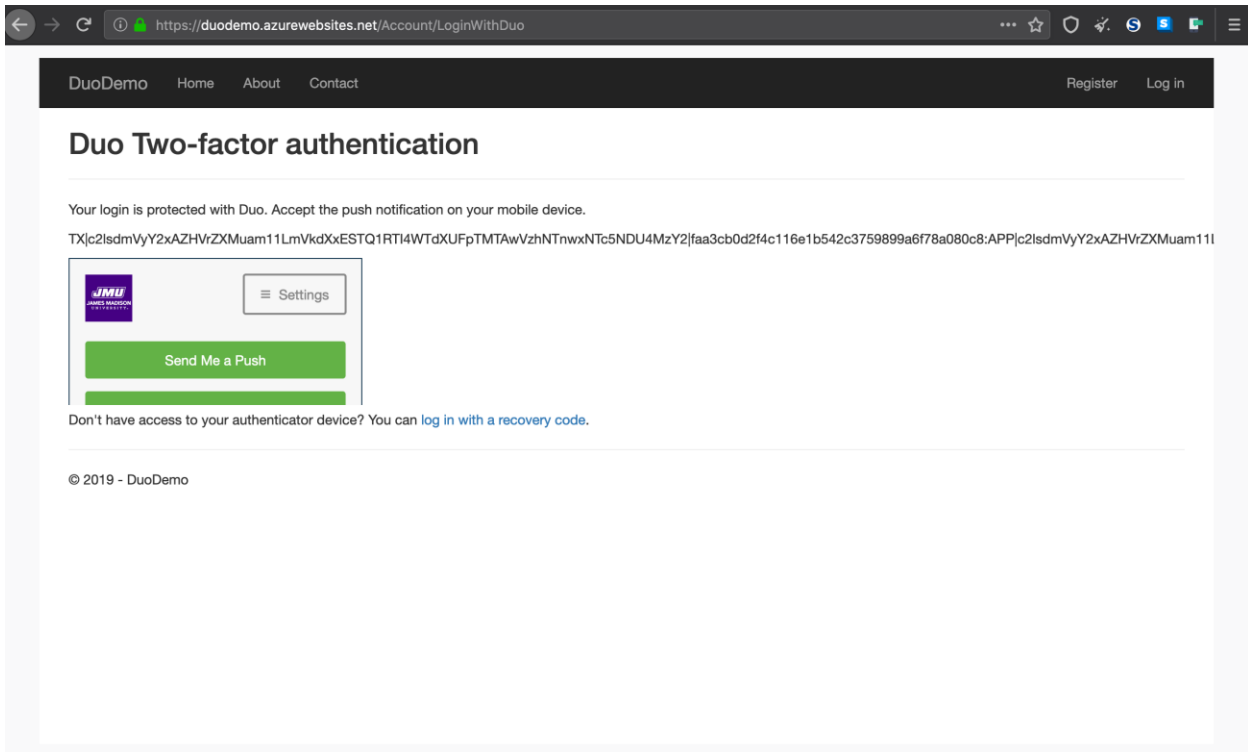 https://duodemo.azurewebsites.net/Account/LoginWithDuo
DuoDemo Home About Contact Register Log in
Duo Two-factor authentication
Your login is protected with Duo. Accept the push notification on your mobile device.
TX|c2lsdmVyY2xAZHVrZXMuam11LmVkdXxESTQ1RTI4WTdXUFpTMTAwVzhNTnwxNTc5NDU4MzY2|faa3cb0d2f4c116e1b542c3759899a6f78a080c8:APP|c2lsdmVyY2xAZHVrZXMuam11L
JMU
JAMES MADISON
UNIVERSITY.
Settings
Send Me a Push
Don't have access to your authenticator device? You can log in with a recovery code.
© 2019 - DuoDemo